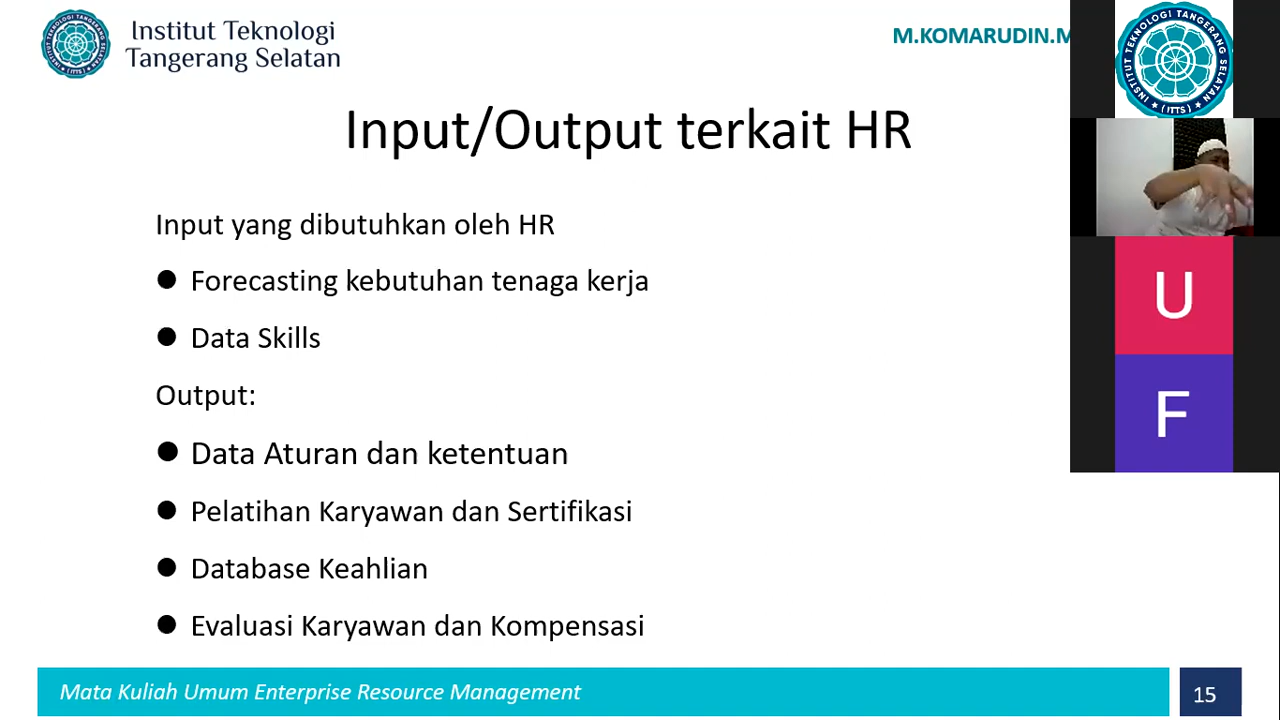 Institut Teknologi
Tangerang Selatan
M.KOMARUDIN.M
INSTITUT TEKNOLOGI TANGERANG SELATAN
(ITTS)
Input/Output terkait HR
Input yang dibutuhkan oleh HR
● Forecasting kebutuhan tenaga kerja
● Data Skills
Output:
● Data Aturan dan ketentuan
● Pelatihan Karyawan dan Sertifikasi
● Database Keahlian
● Evaluasi Karyawan dan Kompensasi
U
F
Mata Kuliah Umum Enterprise Resource Management
15